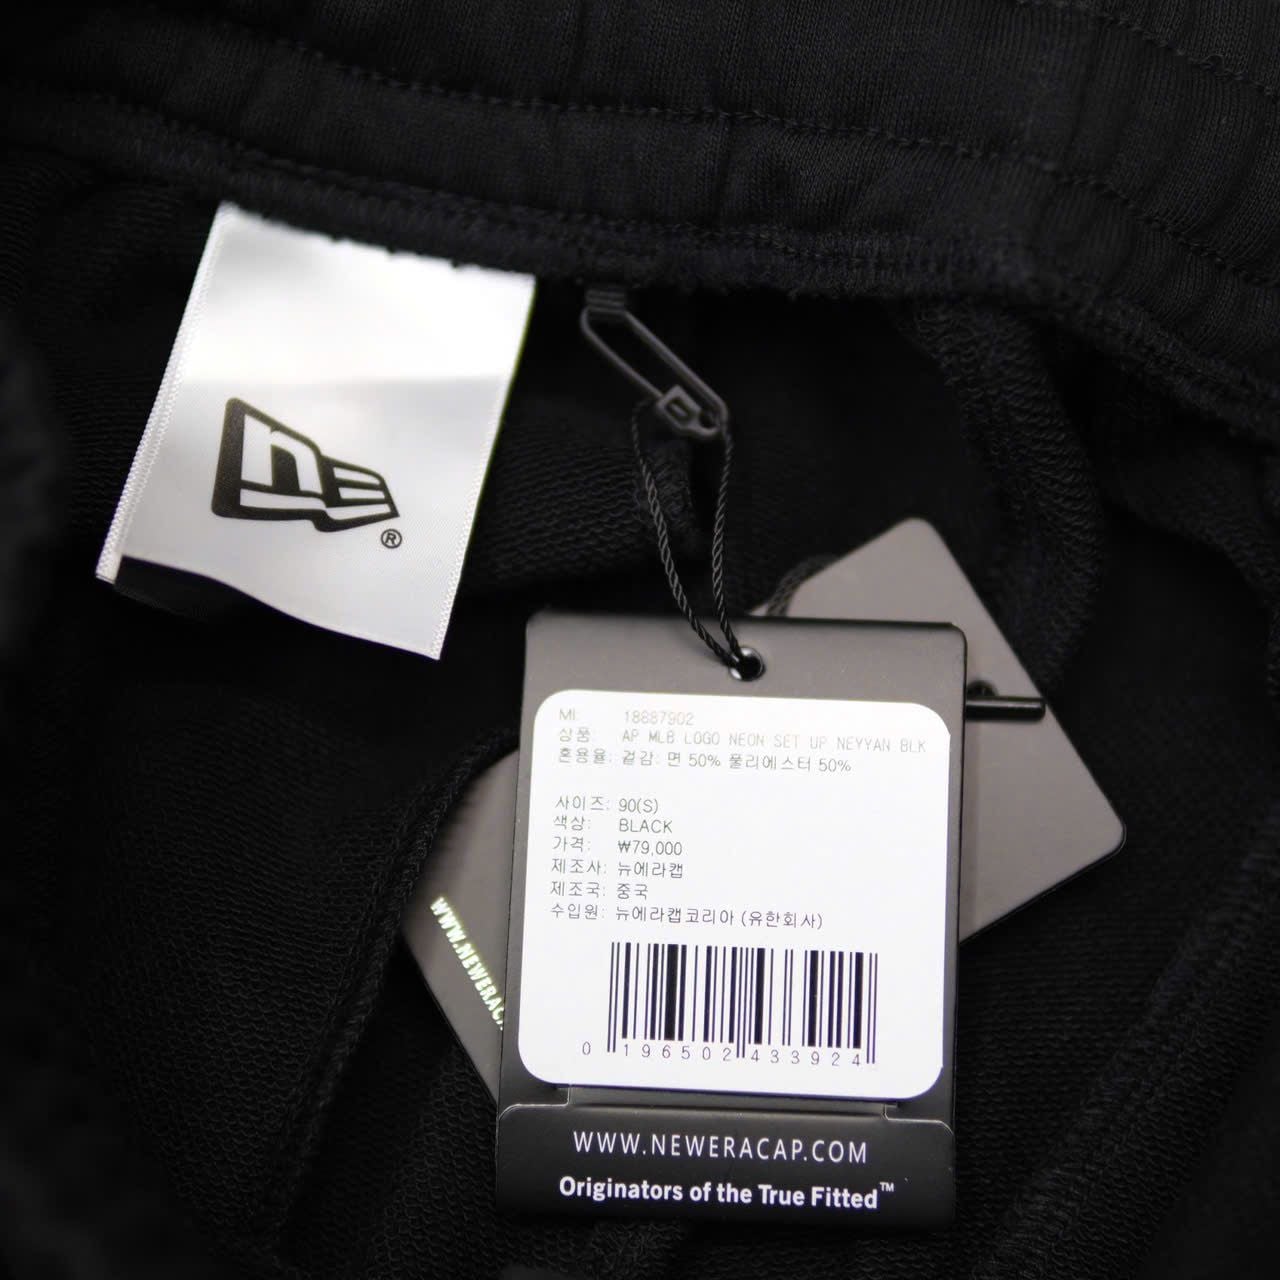 NE®
MI: 18887902
상품: AP MLB LOGO NEON SET UP NEYYAN BLK
혼용율: 겉감: 면 50% 폴리에스터 50%
사이즈: 90(S)
색상: BLACK
가격: ₩79,000
제조사: 뉴에라캡
제조국: 중국
수입원: 뉴에라캡코리아 (유한회사)
0 196502 433924
WWW.NEWERAC
WWW.NEWERACAP.COM
Originators of the True Fitted™